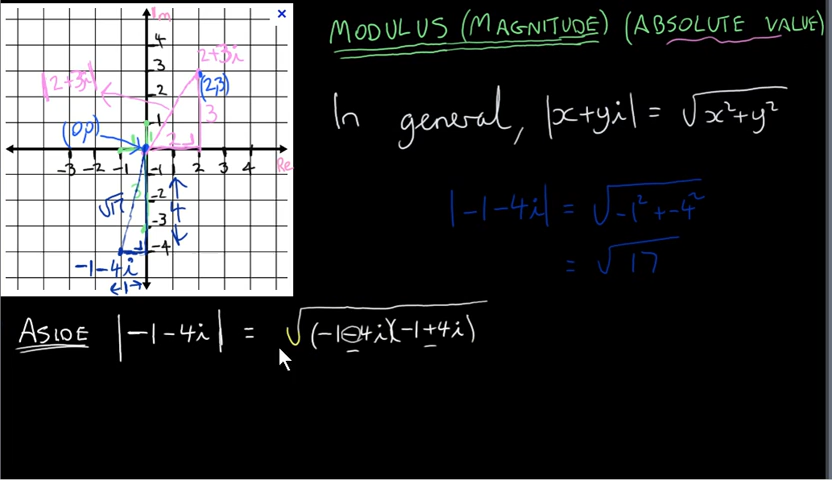 MODULUS (MAGNITUDE) (ABSOLUTE VALUE)
In general, |x+yi| = √x²+y²
|-1-4i| = √-1²+-4²
= √17
Im
x
4
3
2
1
2+3i
|2+3i|
(2,3)
3
2
(0,0)
-3 -2 -1 1 2 3 4
Re
-1
-2
-3
-4
√17
4
1
-1-4i
1
ASIDE |-1-4i| = √(-1-4i)(-1+4i)